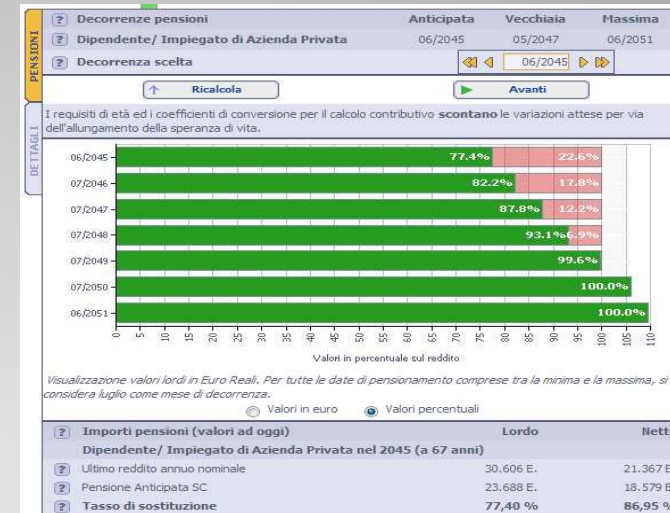 PENSIONI
DETTAGLI
? Decorrenze pensioni Anticipata Vecchiaia Massima
? Dipendente/ Impiegato di Azienda Privata 06/2045 05/2047 06/2051
? Decorrenza scelta 06/2045
Ricalcola Avanti
I requisiti di età ed i coefficienti di conversione per il calcolo contributivo scontano le variazioni attese per via
dell'allungamento della speranza di vita.
06/2045 77.4% 22.6%
07/2046 82.2% 17.8%
07/2047 87.8% 12.2%
07/2048 93.1% 6.9%
07/2049 99.6%
07/2050 100.0%
06/2051 100.0%
0 5 10 15 20 25 30 35 40 45 50 55 60 65 70 75 80 85 90 95 100 105 110
Valori in percentuale sul reddito
Visualizzazione valori lordi in Euro Reali. Per tutte le date di pensionamento comprese tra la minima e la massima, si
considera luglio come mese di decorrenza.
Valori in euro Valori percentuali
? Importi pensioni (valori ad oggi) Lordo Nett
Dipendente/ Impiegato di Azienda Privata nel 2045 (a 67 anni)
? Ultimo reddito annuo nominale 30.606 E. 21.367 E
? Pensione Anticipata SC 23.688 E. 18.579 E
? Tasso di sostituzione 77,40 % 86,95 %